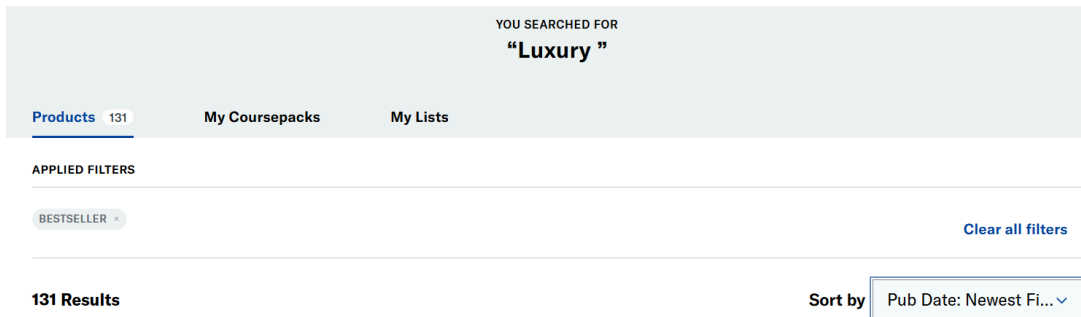 YOU SEARCHED FOR
“Luxury ”
Products 131 My Coursepacks My Lists
APPLIED FILTERS
BESTSELLER ×
Clear all filters
131 Results Sort by Pub Date: Newest Fi...